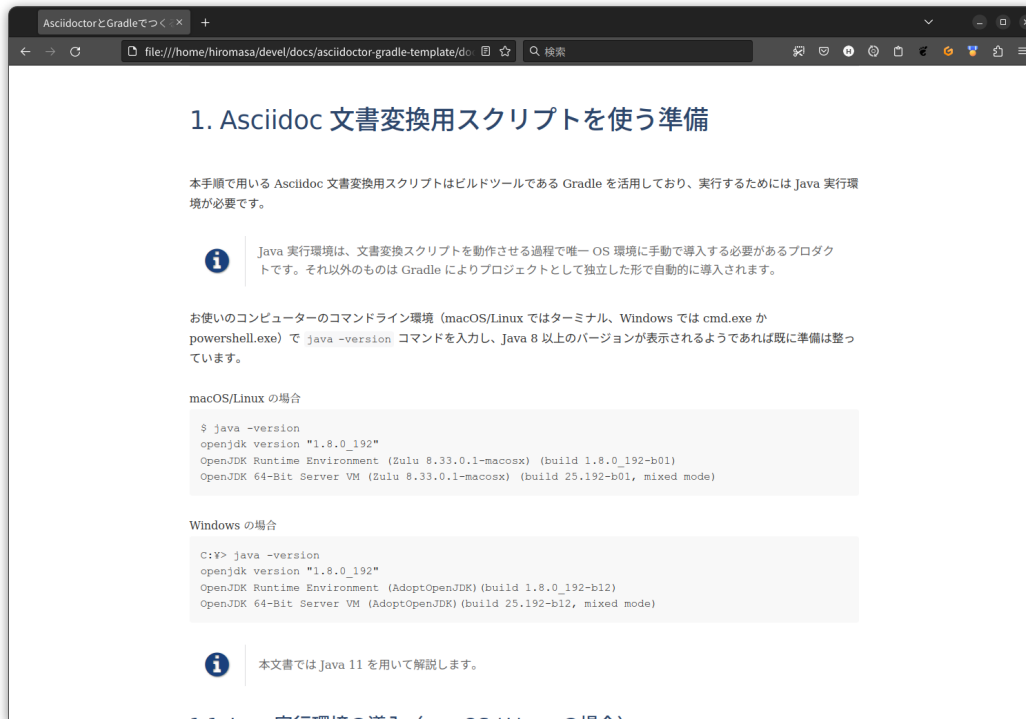 AsciidoctorとGradleでつく
file:///home/hiromasa/devel/docs/asciidoctor-gradle-template/do
検索
1. Asciidoc 文書変換用スクリプトを使う準備
本手順で用いる Asciidoc 文書変換用スクリプトはビルドツールである Gradle を活用しており、実行するためには Java 実行環
境が必要です。
Java 実行環境は、文書変換スクリプトを動作させる過程で唯一 OS 環境に手動で導入する必要があるプロダク
トです。それ以外のものは Gradle によりプロジェクトとして独立した形で自動的に導入されます。
お使いのコンピューターのコマンドライン環境（macOS/Linux ではターミナル、Windows では cmd.exe か
powershell.exe）で java -version コマンドを入力し、Java 8 以上のバージョンが表示されるようであれば既に準備は整っ
ています。
macOS/Linux の場合
$ java -version
openjdk version "1.8.0_192"
OpenJDK Runtime Environment (Zulu 8.33.0.1-macosx) (build 1.8.0_192-b01)
OpenJDK 64-Bit Server VM (Zulu 8.33.0.1-macosx) (build 25.192-b01, mixed mode)
Windows の場合
C:¥> java -version
openjdk version "1.8.0_192"
OpenJDK Runtime Environment (AdoptOpenJDK)(build 1.8.0_192-b12)
OpenJDK 64-Bit Server VM (AdoptOpenJDK)(build 25.192-b12, mixed mode)
本文書では Java 11 を用いて解説します。